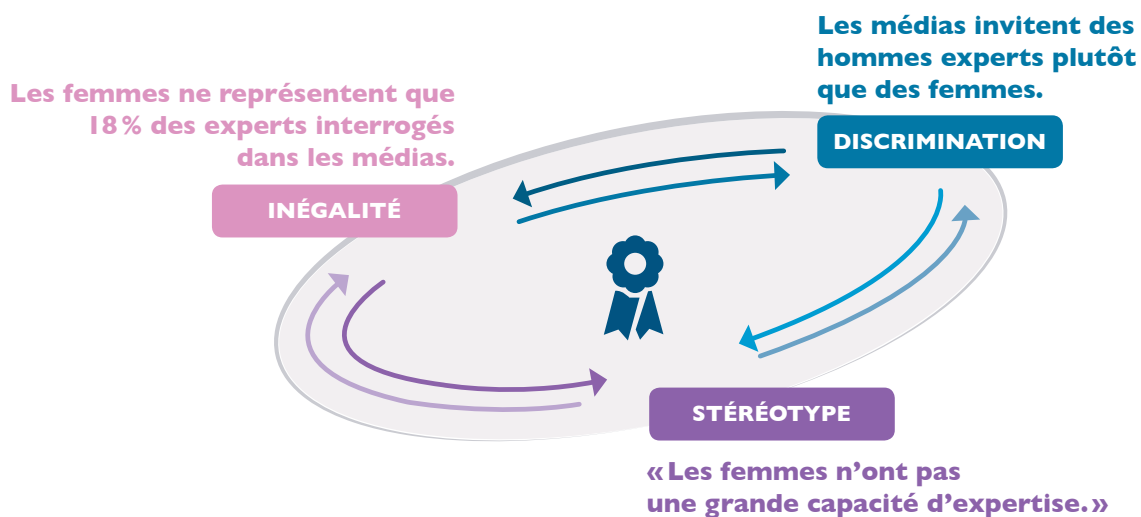 Les médias invitent des
hommes experts plutôt
que des femmes.
DISCRIMINATION
Les femmes ne représentent que
18 % des experts interrogés
dans les médias.
INÉGALITÉ
STÉRÉOTYPE
« Les femmes n’ont pas
une grande capacité d’expertise. »